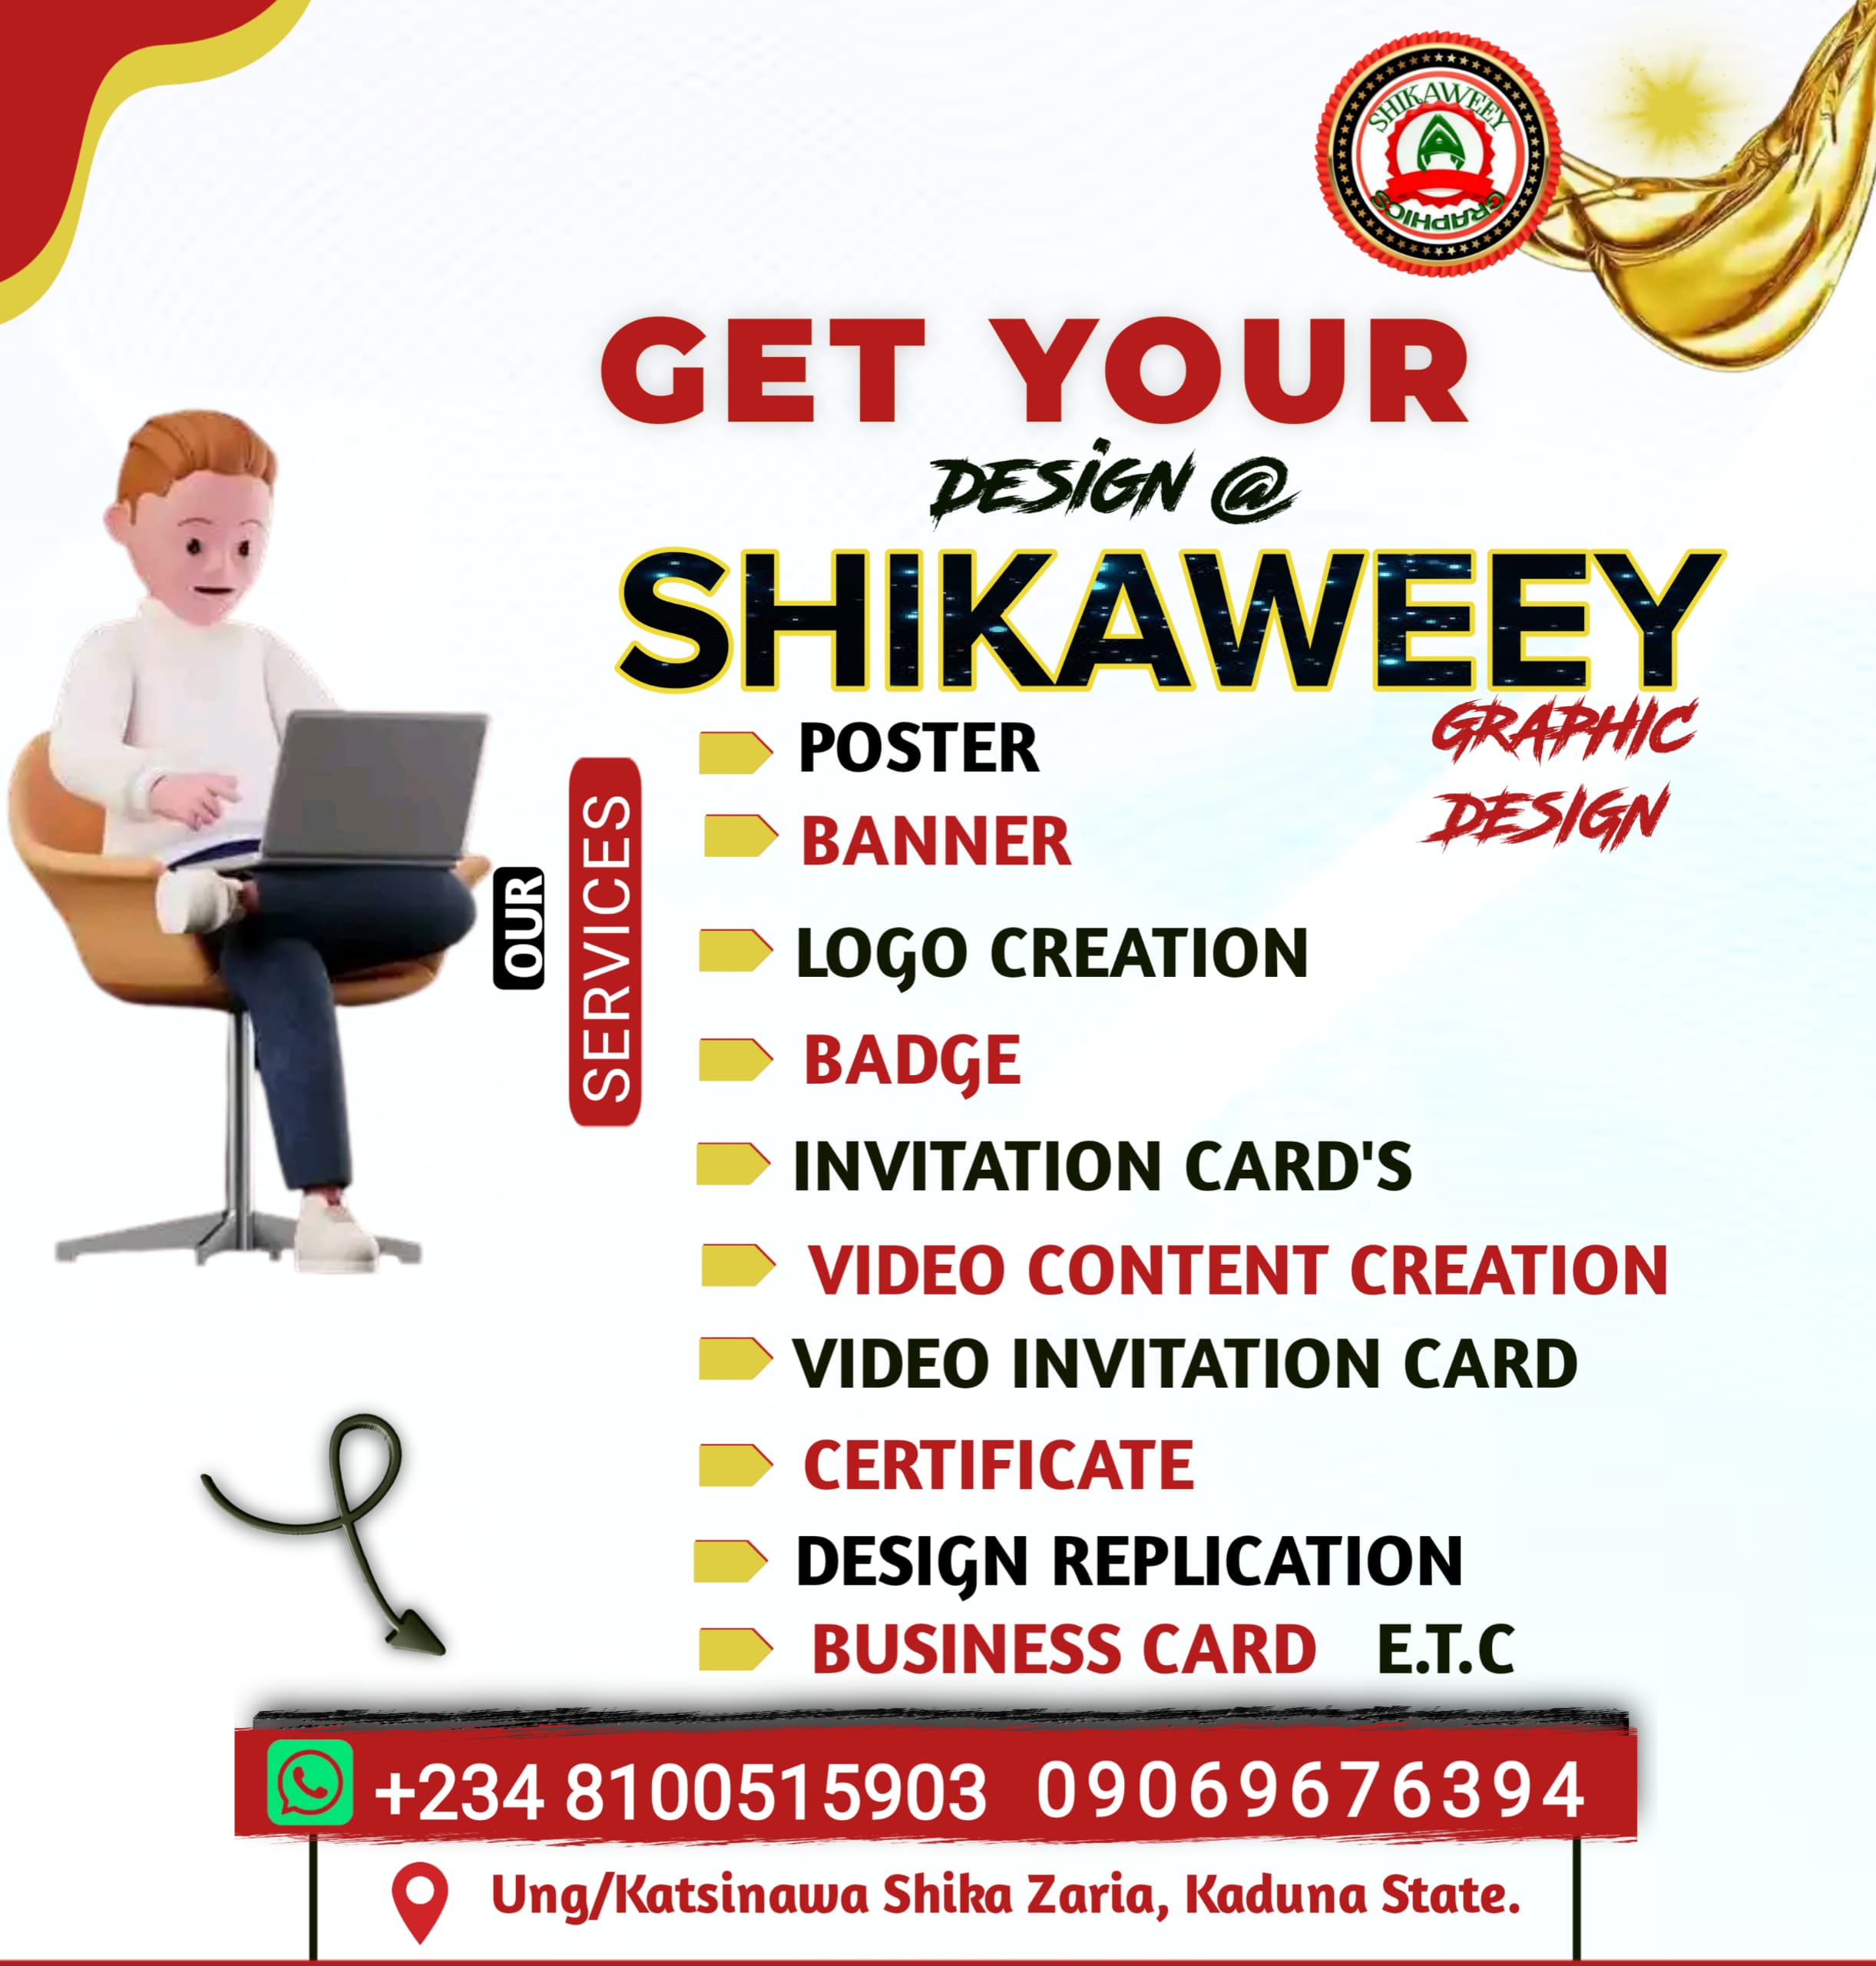 SHIKAWEEY
GRAPHICS
GET YOUR
DESIGN @
SHIKAWEEY
GRAPHIC
DESIGN
OUR
SERVICES
POSTER
BANNER
LOGO CREATION
BADGE
INVITATION CARD'S
VIDEO CONTENT CREATION
VIDEO INVITATION CARD
CERTIFICATE
DESIGN REPLICATION
BUSINESS CARD E.T.C
+234 8100515903 09069676394
Ung/Katsinawa Shika Zaria, Kaduna State.